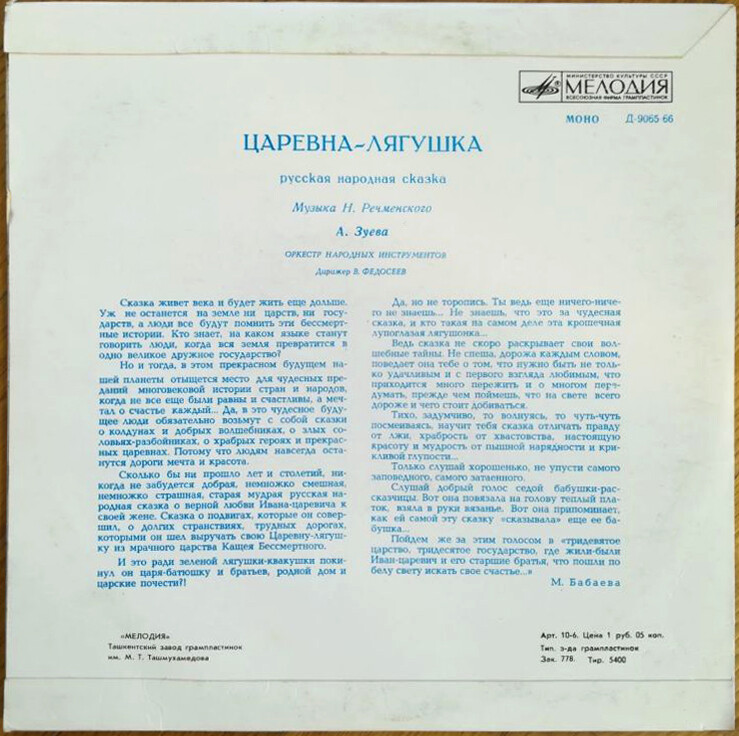 МИНИСТЕРСТВО КУЛЬТУРЫ СССР
МЕЛОДИЯ
ВСЕСОЮЗНАЯ ФИРМА ГРАМПЛАСТИНОК
МОНО Д-9065-66
ЦАРЕВНА-ЛЯГУШКА
русская народная сказка
Музыка Н. Речменского
А. Зуева
ОРКЕСТР НАРОДНЫХ ИНСТРУМЕНТОВ
Дирижер В. ФЕДОСЕЕВ
Сказка живет века и будет жить еще дольше.
Уж не останется на земле ни царств, ни госу-
дарств, а люди все будут помнить эти бессмерт-
ные истории. Кто знает, на каком языке станут
говорить люди, когда вся земля превратится в
одно великое дружное государство?
Но и тогда, в этом прекрасном будущем на-
шей планеты отыщется место для чудесных пре-
даний многовековой истории стран и народов,
когда не все еще были равны и счастливы, а меч-
тал о счастье каждый... Да, в это чудесное буду-
щее люди обязательно возьмут с собой сказки
о колдунах и добрых волшебниках, о злых со-
ловьях-разбойниках, о храбрых героях и прекрас-
ных царевнах. Потому что людям навсегда оста-
нутся дороги мечта и красота.
Сколько бы ни прошло лет и столетий, ни-
когда не забудется добрая, немножко смешная,
немножко страшная, старая мудрая русская на-
родная сказка о верной любви Ивана-царевича к
своей жене. Сказка о подвигах, которые он совер-
шил, о долгих странствиях, трудных дорогах,
которыми он шел выручать свою Царевну-лягуш-
ку из мрачного царства Кащея Бессмертного.
И это ради зеленой лягушки-квакушки поки-
нул он царя-батюшку и братьев, родной дом и
царские почести?!
Да, но не торопись. Ты ведь еще ничего-ниче-
го не знаешь... Не знаешь, что это за чудесная
сказка, и кто такая на самом деле эта крошечная
лупоглазая лягушонка...
Ведь сказка не скоро раскрывает свои вол-
шебные тайны. Не спеша, дорожа каждым словом,
поведает она тебе о том, что нужно быть не толь-
ко удачливым и с первого взгляда любимым, что
приходится много пережить и о многом пере-
думать, прежде чем поймешь, что на свете всего
дороже и чего стоит добиваться.
Тихо, задумчиво, то волнуясь, то чуть-чуть
посмеиваясь, научит тебя сказка отличать правду
от лжи, храбрость от хвастовства, настоящую
красоту и мудрость от пышной нарядности и кри-
кливой глупости...
Только слушай хорошенько, не упусти самого
заповедного, самого затаенного.
Слушай добрый голос седой бабушки-рас-
сказчицы. Вот она повязала на голову теплый пла-
ток, взяла в руки вязанье. Вот она припоминает,
как ей самой эту сказку «сказывала» еще ее ба-
бушка...
Пойдем же за этим голосом в «тридевятое
царство, тридесятое государство, где жили-были
Иван-царевич и его старшие братья, что пошли по
белу свету искать свое счастье...»
М. Бабаева
«МЕЛОДИЯ»
Ташкентский завод грампластинок
им. М. Т. Ташмухамедова
Арт. 10-6. Цена 1 руб. 05 коп.
Тип. з-да грампластинок
Зак. 778. Тир. 5400